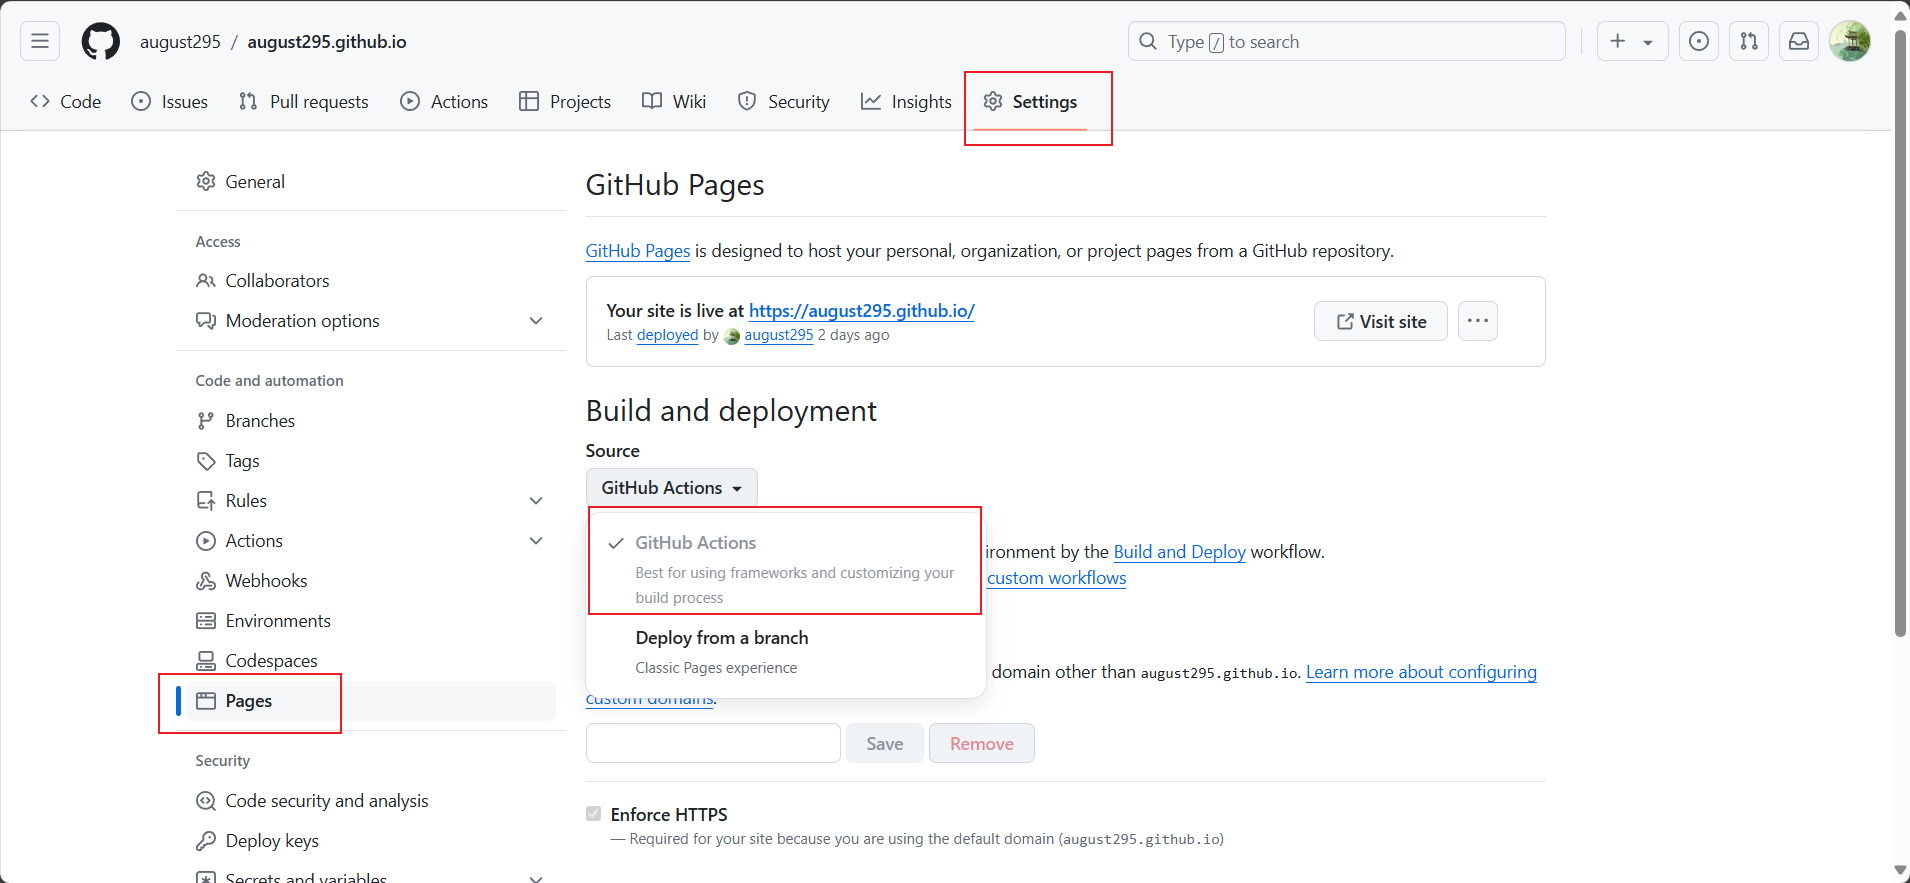 august295 / august295.github.io
Type / to search
Code Issues Pull requests Actions Projects Wiki Security Insights Settings
General
Access
Collaborators
Moderation options
Code and automation
Branches
Tags
Rules
Actions
Webhooks
Environments
Codespaces
Pages
Security
Code security and analysis
Deploy keys
Secrets and variables
GitHub Pages
GitHub Pages is designed to host your personal, organization, or project pages from a GitHub repository.
Your site is live at https://august295.github.io/
Last deployed by august295 2 days ago
Visit site
Build and deployment
Source
GitHub Actions
GitHub Actions
Best for using frameworks and customizing your
build process
Deploy from a branch
Classic Pages experience
ironment by the Build and Deploy workflow.
custom workflows
domain other than august295.github.io. Learn more about configuring
custom domains.
Save Remove
Enforce HTTPS
— Required for your site because you are using the default domain (august295.github.io)